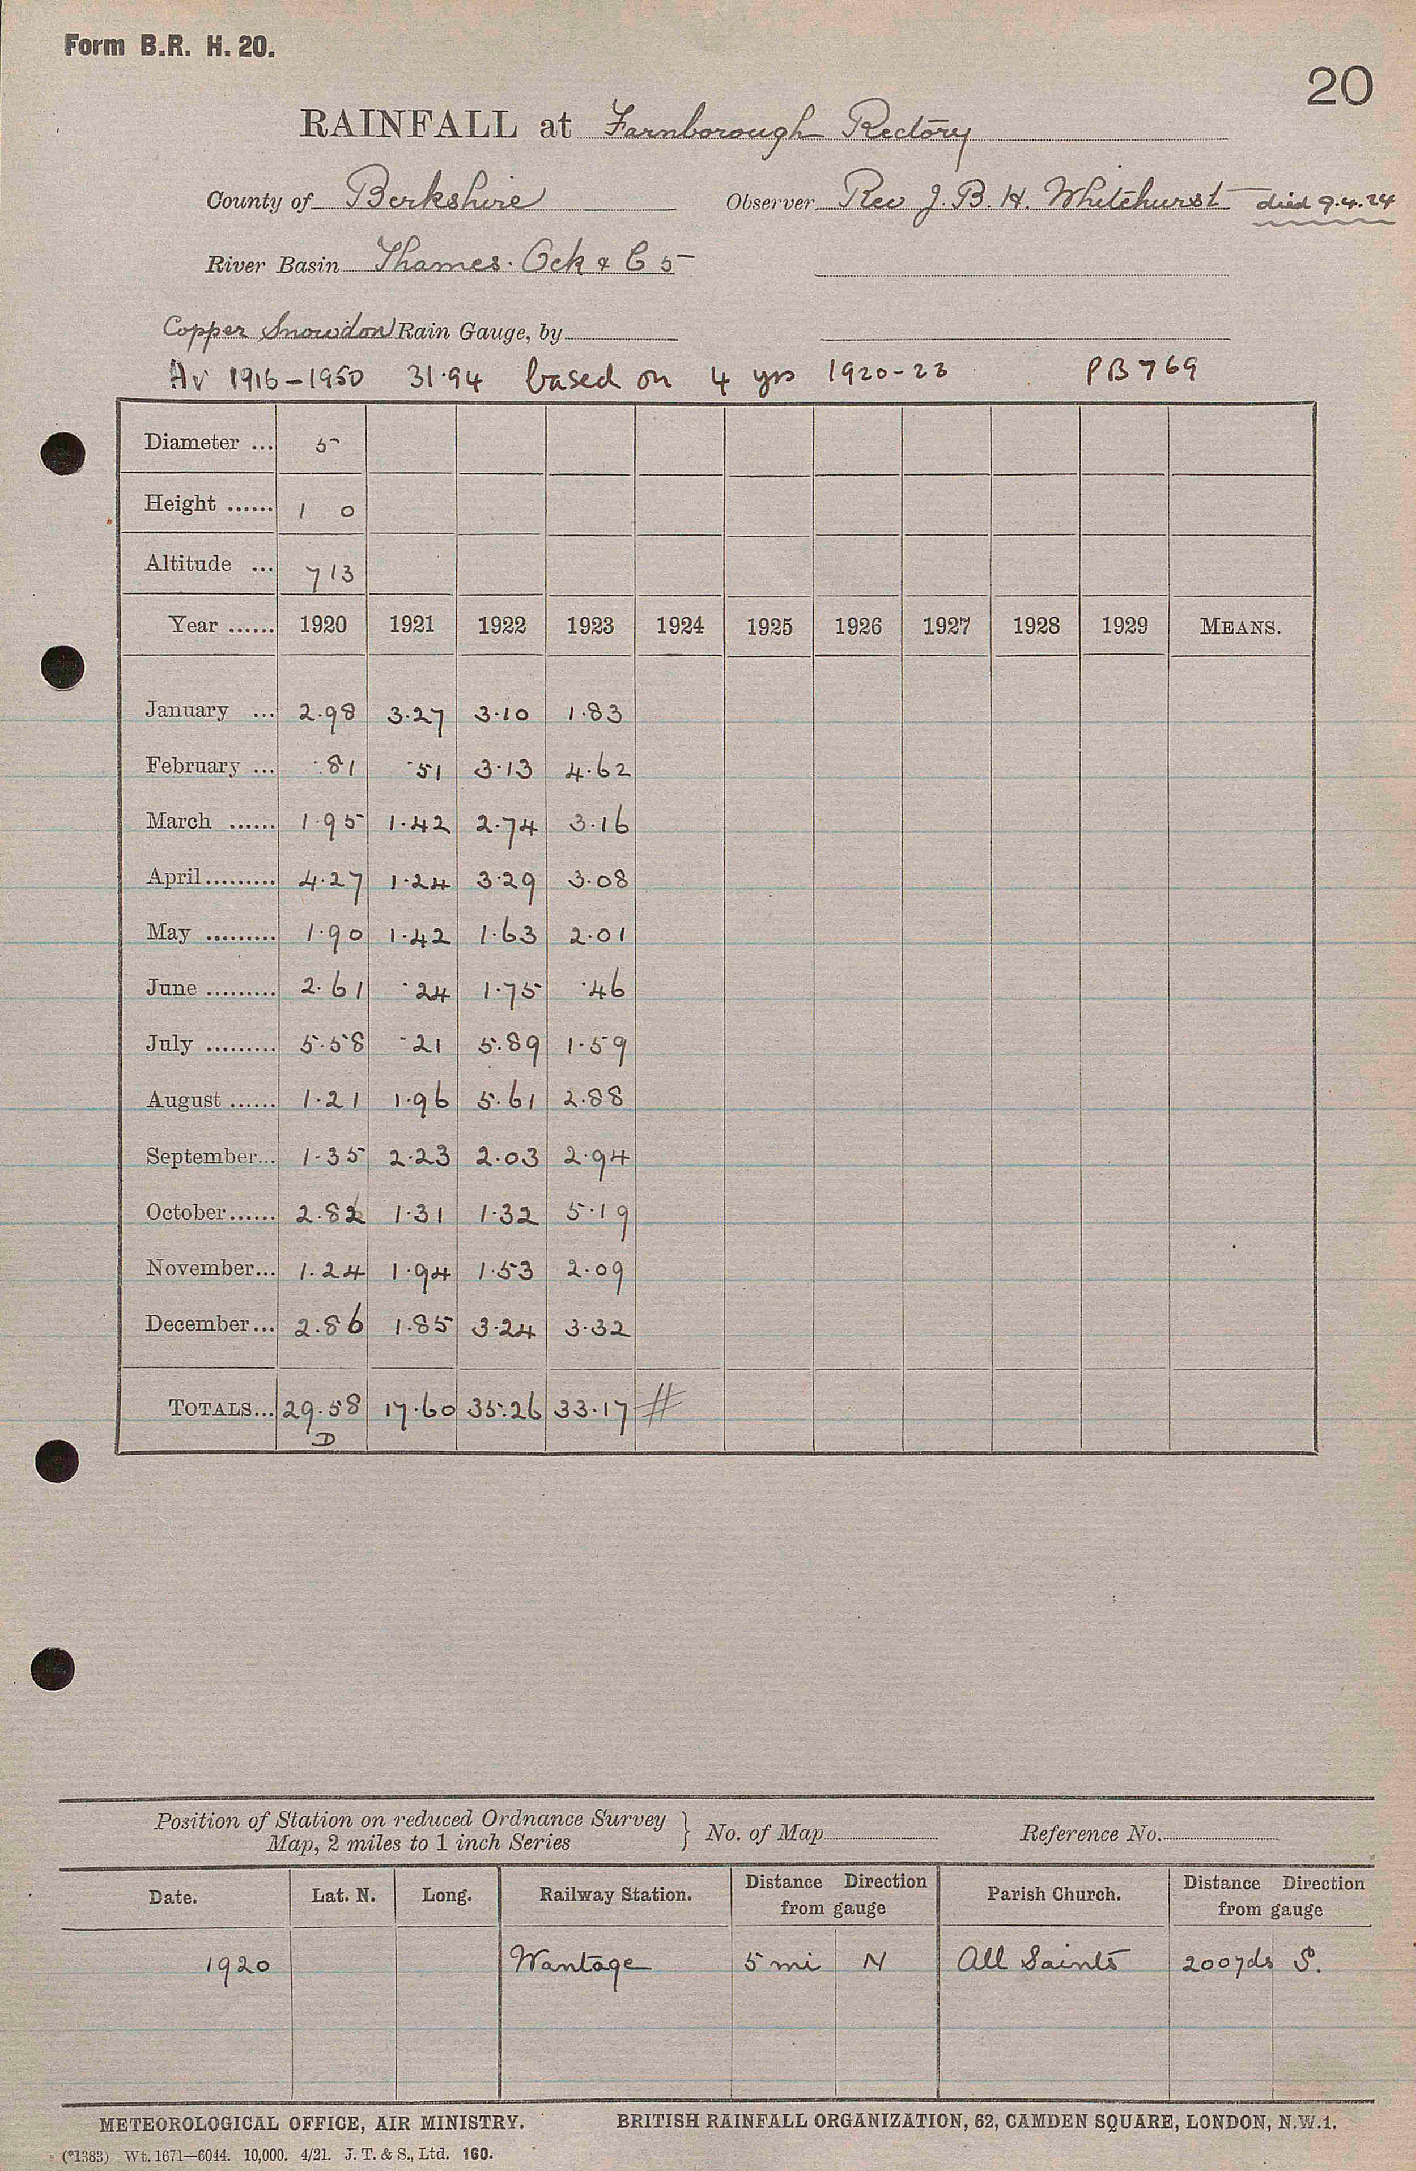 Form B.R. H. 20.
20
RAINFALL at Farnborough Rectory
County of Berkshire Observer Rev J. B. H. Whitehurst died 9.4.24
River Basin Thames. Ock & C 5
Copper Snowdon Rain Gauge, by
Av 1916-1950 31.94 based on 4 yrs 1920-23 PB769
Diameter ... 5
Height ...... 1 0
Altitude ... 713
Year ...... 1920 1921 1922 1923 1924 1925 1926 1927 1928 1929 MEANS.
January ... 2.98 3.27 3.10 1.83
February ... .81 .51 3.13 4.62
March ...... 1.95 1.42 2.74 3.16
April ......... 4.27 1.24 3.29 3.08
May ......... 1.90 1.42 1.63 2.01
June ......... 2.61 .24 1.75 .46
July ......... 5.58 .21 5.89 1.59
August ...... 1.21 1.96 5.61 2.88
September... 1.35 2.23 2.03 2.94
October...... 2.82 1.31 1.32 5.19
November... 1.24 1.94 1.53 2.09
December... 2.86 1.85 3.24 3.32
TOTALS... 29.58 17.60 35.26 33.17 #
D
Position of Station on reduced Ordnance Survey
Map, 2 miles to 1 inch Series } No. of Map Reference No.
Date. Lat. N. Long. Railway Station. Distance Direction from gauge Parish Church. Distance Direction from gauge
1920 Wantage 5 mi N All Saints 200yds S.
METEOROLOGICAL OFFICE, AIR MINISTRY. BRITISH RAINFALL ORGANIZATION, 62, CAMDEN SQUARE, LONDON, N.W.1.
(*1383) Wt. 1671—6044. 10,000. 4/21. J. T. & S., Ltd. 160.